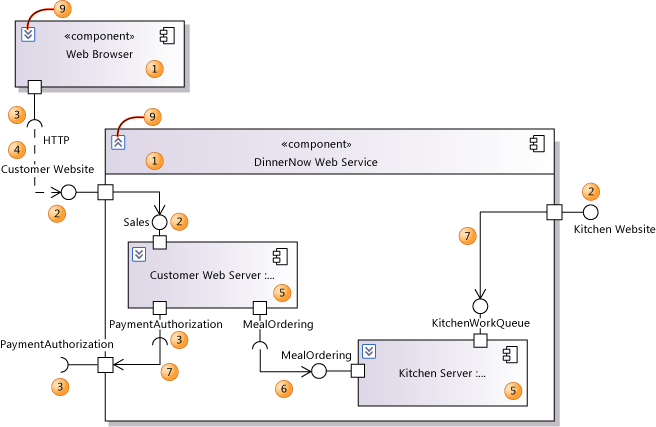 9
«component»
Web Browser
1
3
HTTP
4
Customer Website
2
9
«component»
DinnerNow Web Service
1
2
Kitchen Website
Sales
2
7
Customer Web Server :...
5
PaymentAuthorization
MealOrdering
KitchenWorkQueue
PaymentAuthorization
3
MealOrdering
3
7
6
Kitchen Server :...
5